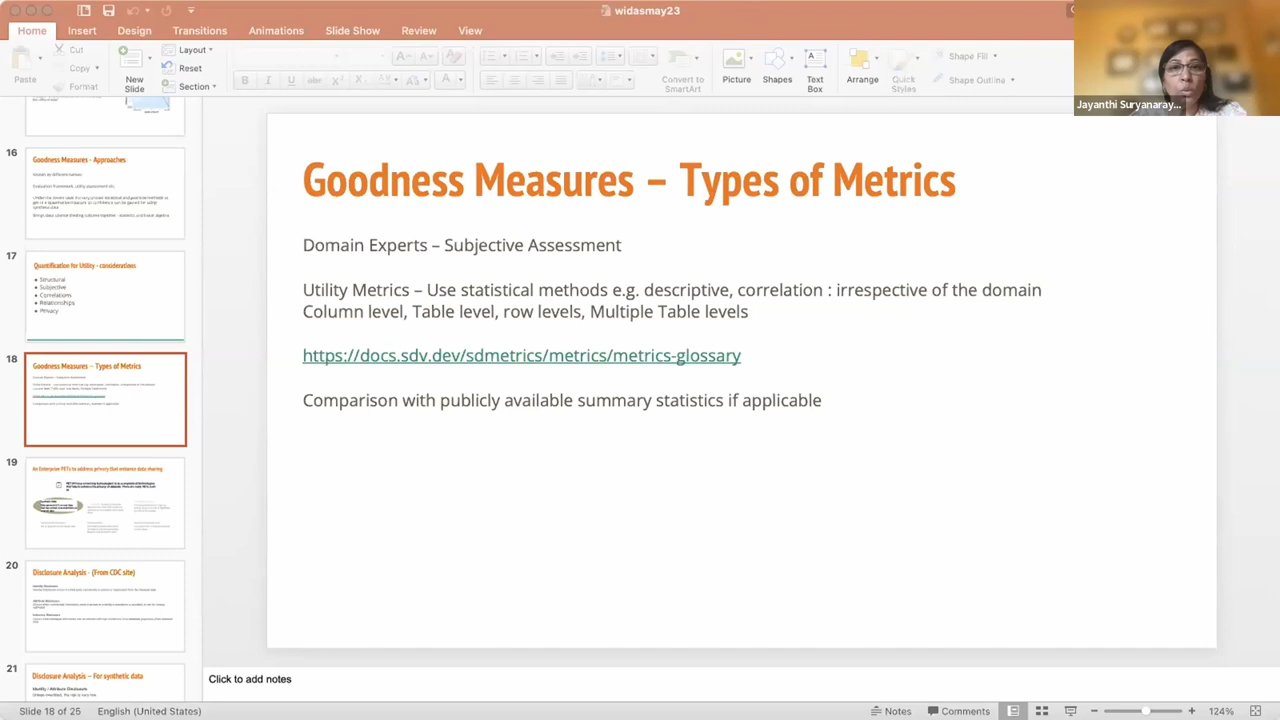 widasmay23
Home Insert Design Transitions Animations Slide Show Review View
Paste
Cut
Copy
Format
New
Slide
Layout
Reset
Section
Convert to
SmartArt
Picture
Shapes
Text
Box
Arrange
Quick
Styles
Shape Fill
Shape Outline
Jayanthi Suryanaray...
16
Goodness Measures - Approaches
17
Quantification for Utility - considerations
Structural
Subjective
Correlations
Relationships
Privacy
18
Goodness Measures – Types of Metrics
19
An Enterprise PETs to address privacy that enhance data sharing
20
Disclosure Analysis - (From CDC site)
21
Disclosure Analysis – For synthetic data
Identity / Attribute Disclosure
Goodness Measures – Types of Metrics
Domain Experts – Subjective Assessment
Utility Metrics – Use statistical methods e.g. descriptive, correlation : irrespective of the domain
Column level, Table level, row levels, Multiple Table levels
https://docs.sdv.dev/sdmetrics/metrics/metrics-glossary
Comparison with publicly available summary statistics if applicable
Click to add notes
Slide 18 of 25 English (United States) Notes Comments 124%